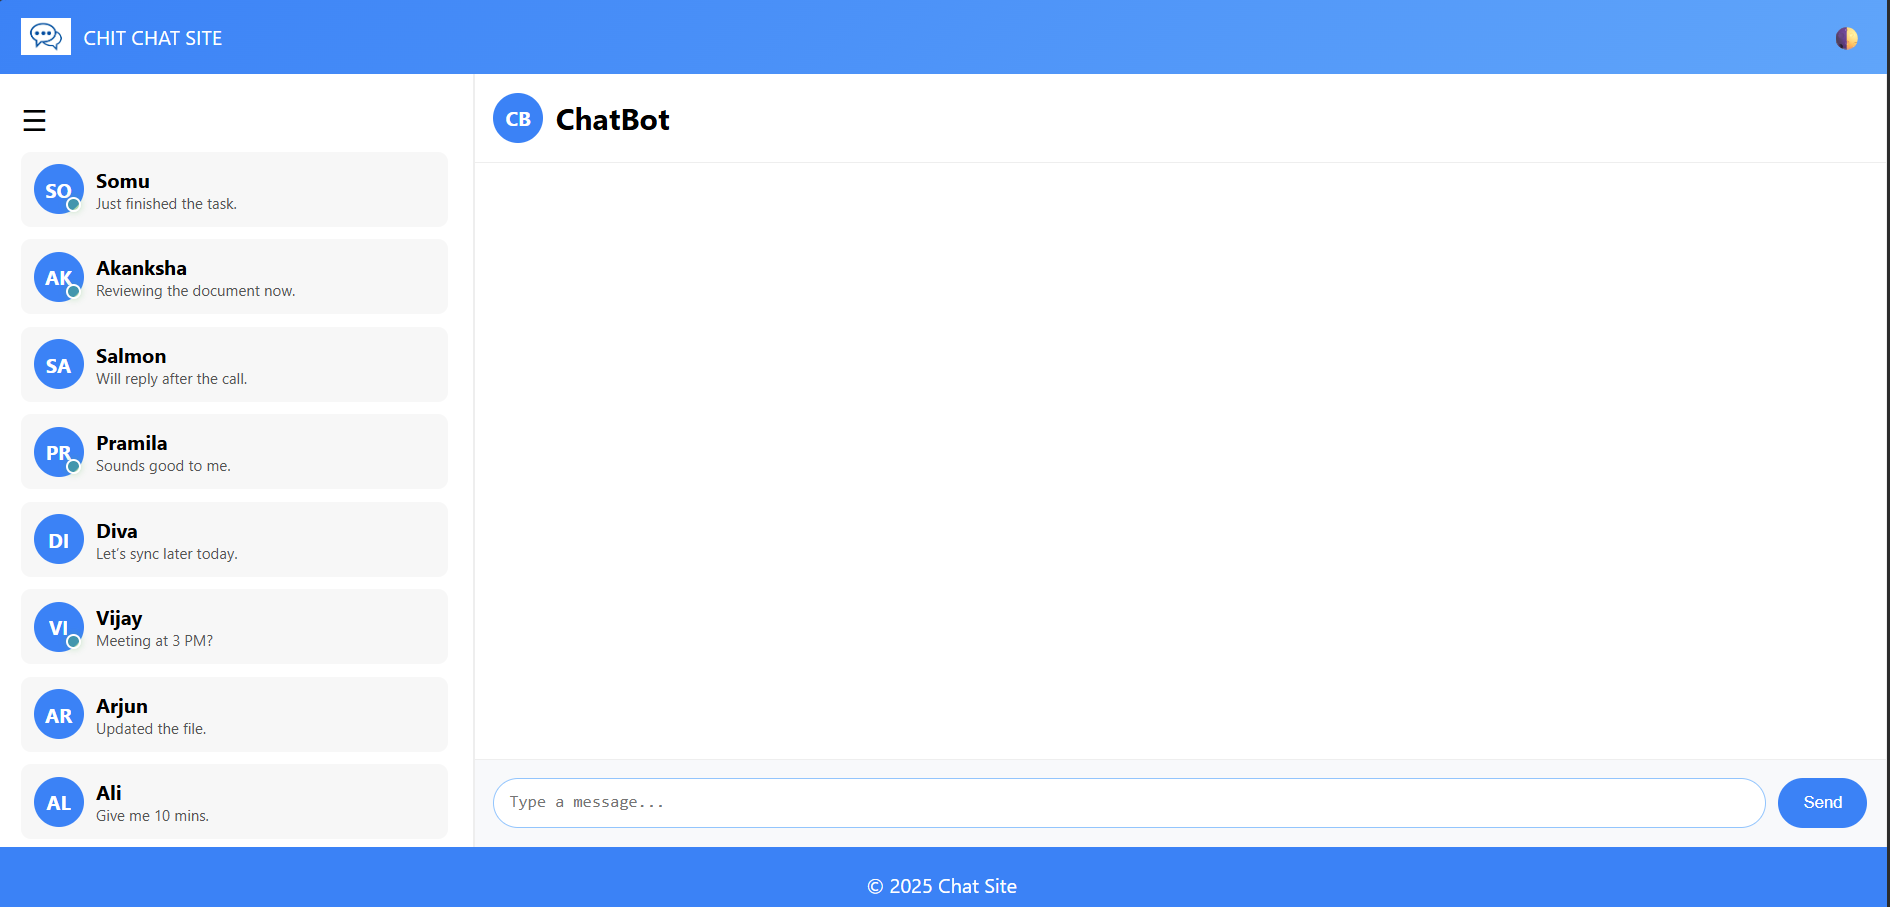 CHIT CHAT SITE
SO
Somu
Just finished the task.
AK
Akanksha
Reviewing the document now.
SA
Salmon
Will reply after the call.
PR
Pramila
Sounds good to me.
DI
Diva
Let's sync later today.
VI
Vijay
Meeting at 3 PM?
AR
Arjun
Updated the file.
AL
Ali
Give me 10 mins.
CB ChatBot
Type a message...
Send
© 2025 Chat Site